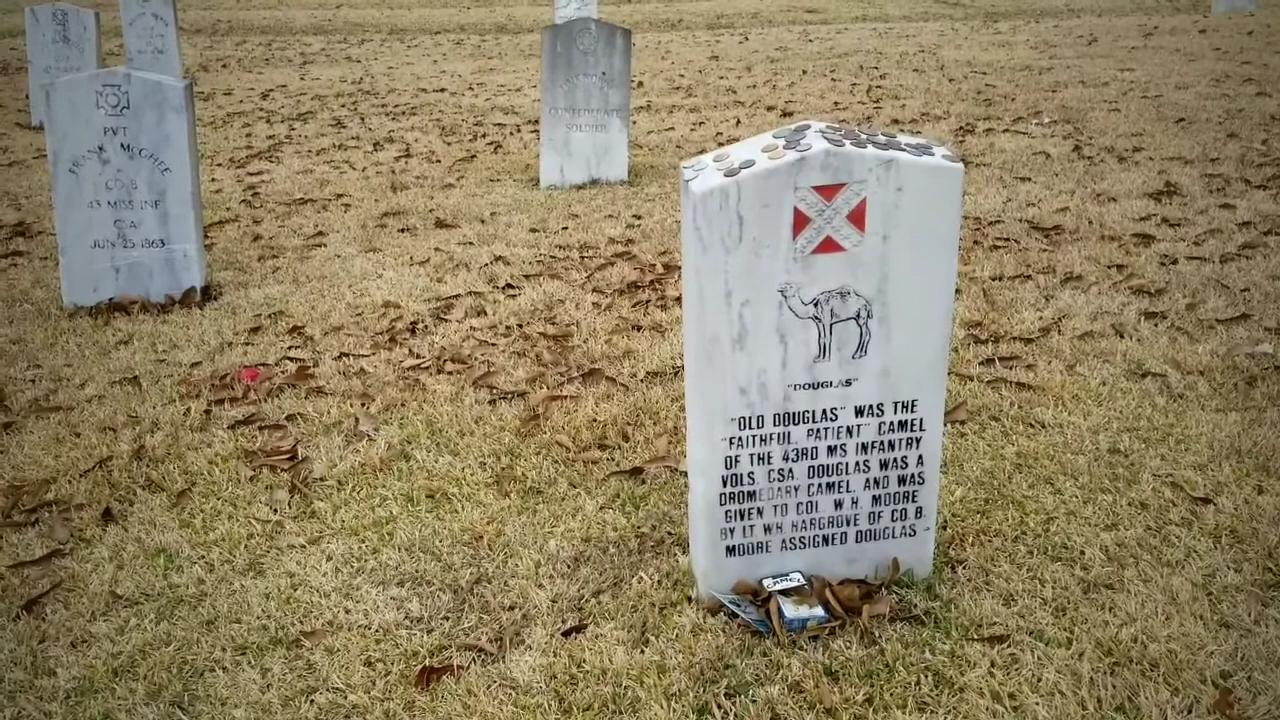 PVT
FRANK McGHEE
CO B
43 MISS INF
CSA
JUN 25 1863
UNKNOWN
CONFEDERATE
SOLDIER
"DOUGLAS"
"OLD DOUGLAS" WAS THE
"FAITHFUL, PATIENT" CAMEL
OF THE 43RD MS INFANTRY
VOLS. CSA. DOUGLAS WAS A
DROMEDARY CAMEL, AND WAS
GIVEN TO COL. W.H. MOORE
BY LT. WH. HARGROVE OF CO. B.
MOORE ASSIGNED DOUGLAS -
CAMEL